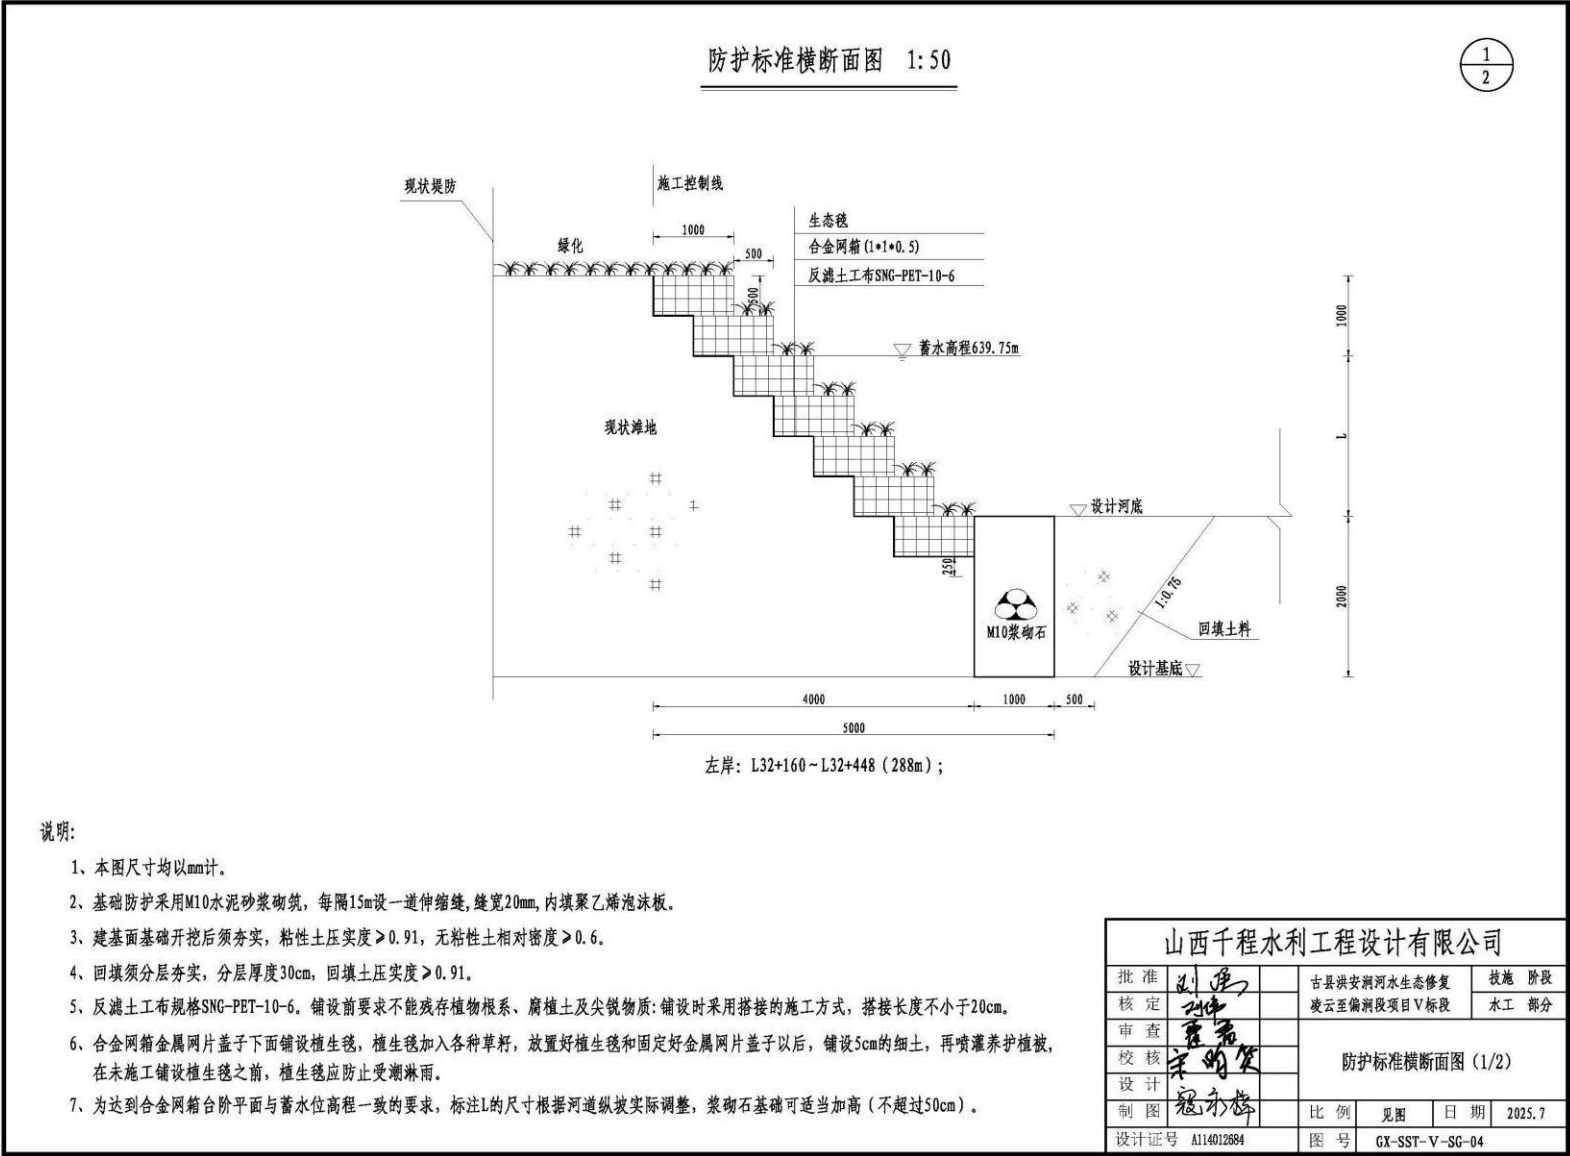 防护标准横断面图 1:50
1
2
现状堤防
施工控制线
绿化
1000
500
500
生态毯
合金网箱(1*1*0.5)
反滤土工布SNG-PET-10-6
蓄水高程639.75m
1000
L
2000
现状滩地
设计河底
250
M10浆砌石
1:0.75
回填土料
设计基底
4000
1000
500
5000
左岸：L32+160~L32+448（288m）；
说明：
1、本图尺寸均以mm计。
2、基础防护采用M10水泥砂浆砌筑，每隔15m设一道伸缩缝,缝宽20mm,内填聚乙烯泡沫板。
3、建基面基础开挖后须夯实，粘性土压实度≥0.91，无粘性土相对密度≥0.6。
4、回填须分层夯实，分层厚度30cm，回填土压实度≥0.91。
5、反滤土工布规格SNG-PET-10-6。铺设前要求不能残存植物根系、腐植土及尖锐物质:铺设时采用搭接的施工方式，搭接长度不小于20cm。
6、合金网箱金属网片盖子下面铺设植生毯，植生毯加入各种草籽，放置好植生毯和固定好金属网片盖子以后，铺设5cm的细土，再喷灌养护植被，
在未施工铺设植生毯之前，植生毯应防止受潮淋雨。
7、为达到合金网箱台阶平面与蓄水位高程一致的要求，标注L的尺寸根据河道纵坡实际调整，浆砌石基础可适当加高（不超过50cm）。
山西千程水利工程设计有限公司
批 准
古县洪安涧河水生态修复
凌云至偏涧段项目Ⅴ标段
技施 阶段
核 定
水工 部分
审 查
校 核
防护标准横断面图（1/2）
设 计
制 图
比 例 见图 日 期 2025.7
设计证号 A114012684
图 号 GX-SST-Ⅴ-SG-04